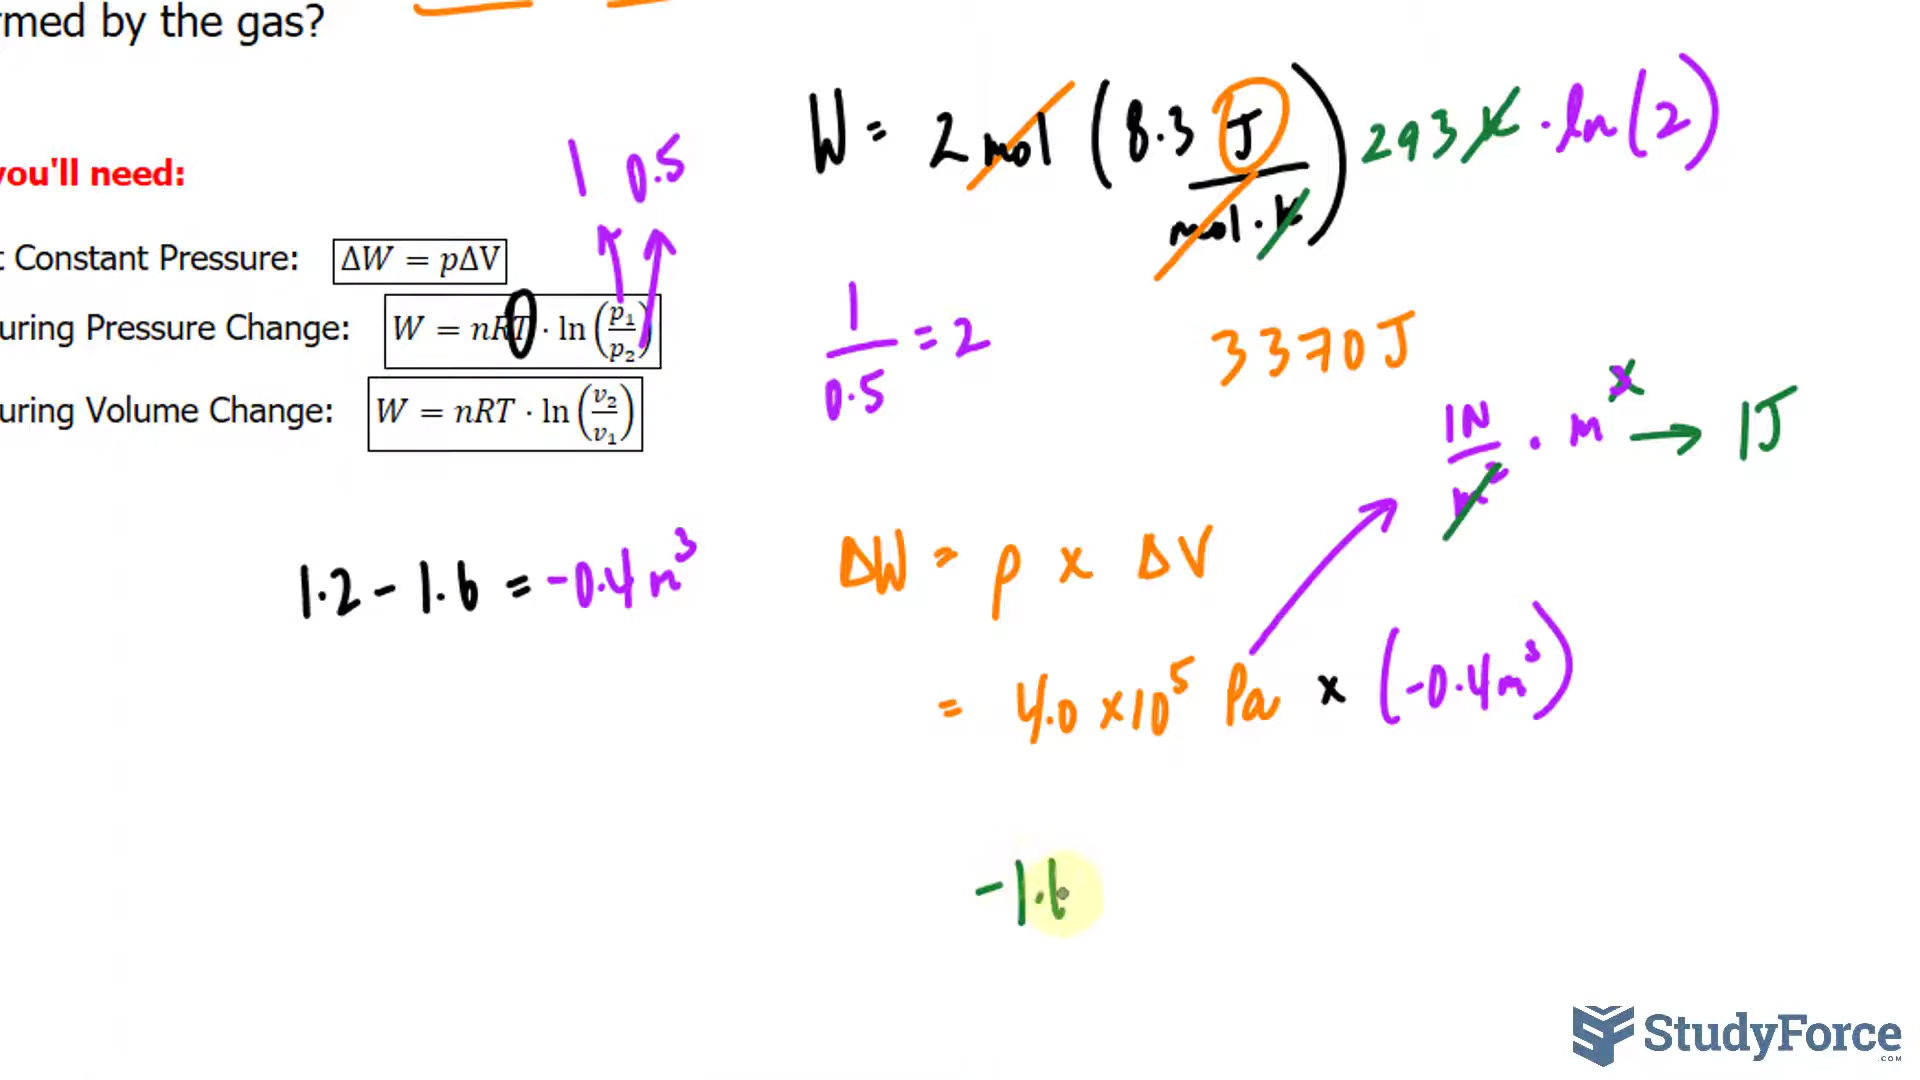 rmed by the gas?
W = 2 mol (8.3 J / mol · K) 293 K · ln(2)
1 0.5
you'll need:
t Constant Pressure: ΔW = pΔV
uring Pressure Change: W = nRT · ln(p₁/p₂)
1/0.5 = 2
3370 J
uring Volume Change: W = nRT · ln(v₂/v₁)
1N/m² · m³ → 1J
1.2 - 1.6 = -0.4 m³
ΔW = p × ΔV
= 4.0 × 10⁵ Pa × (-0.4 m³)
-1.6
StudyForce
.COM